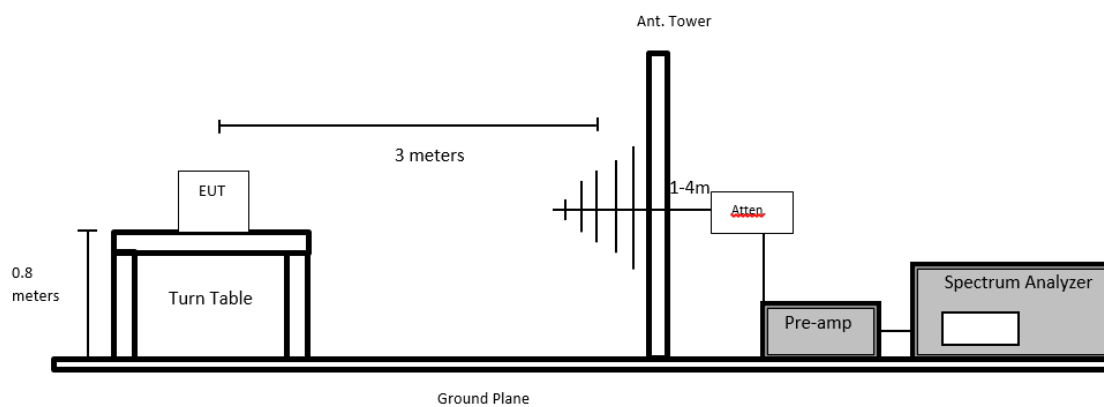 Ant. Tower
3 meters
EUT
1-4m
Atten
0.8
meters
Turn Table
Spectrum Analyzer
Pre-amp
Ground Plane